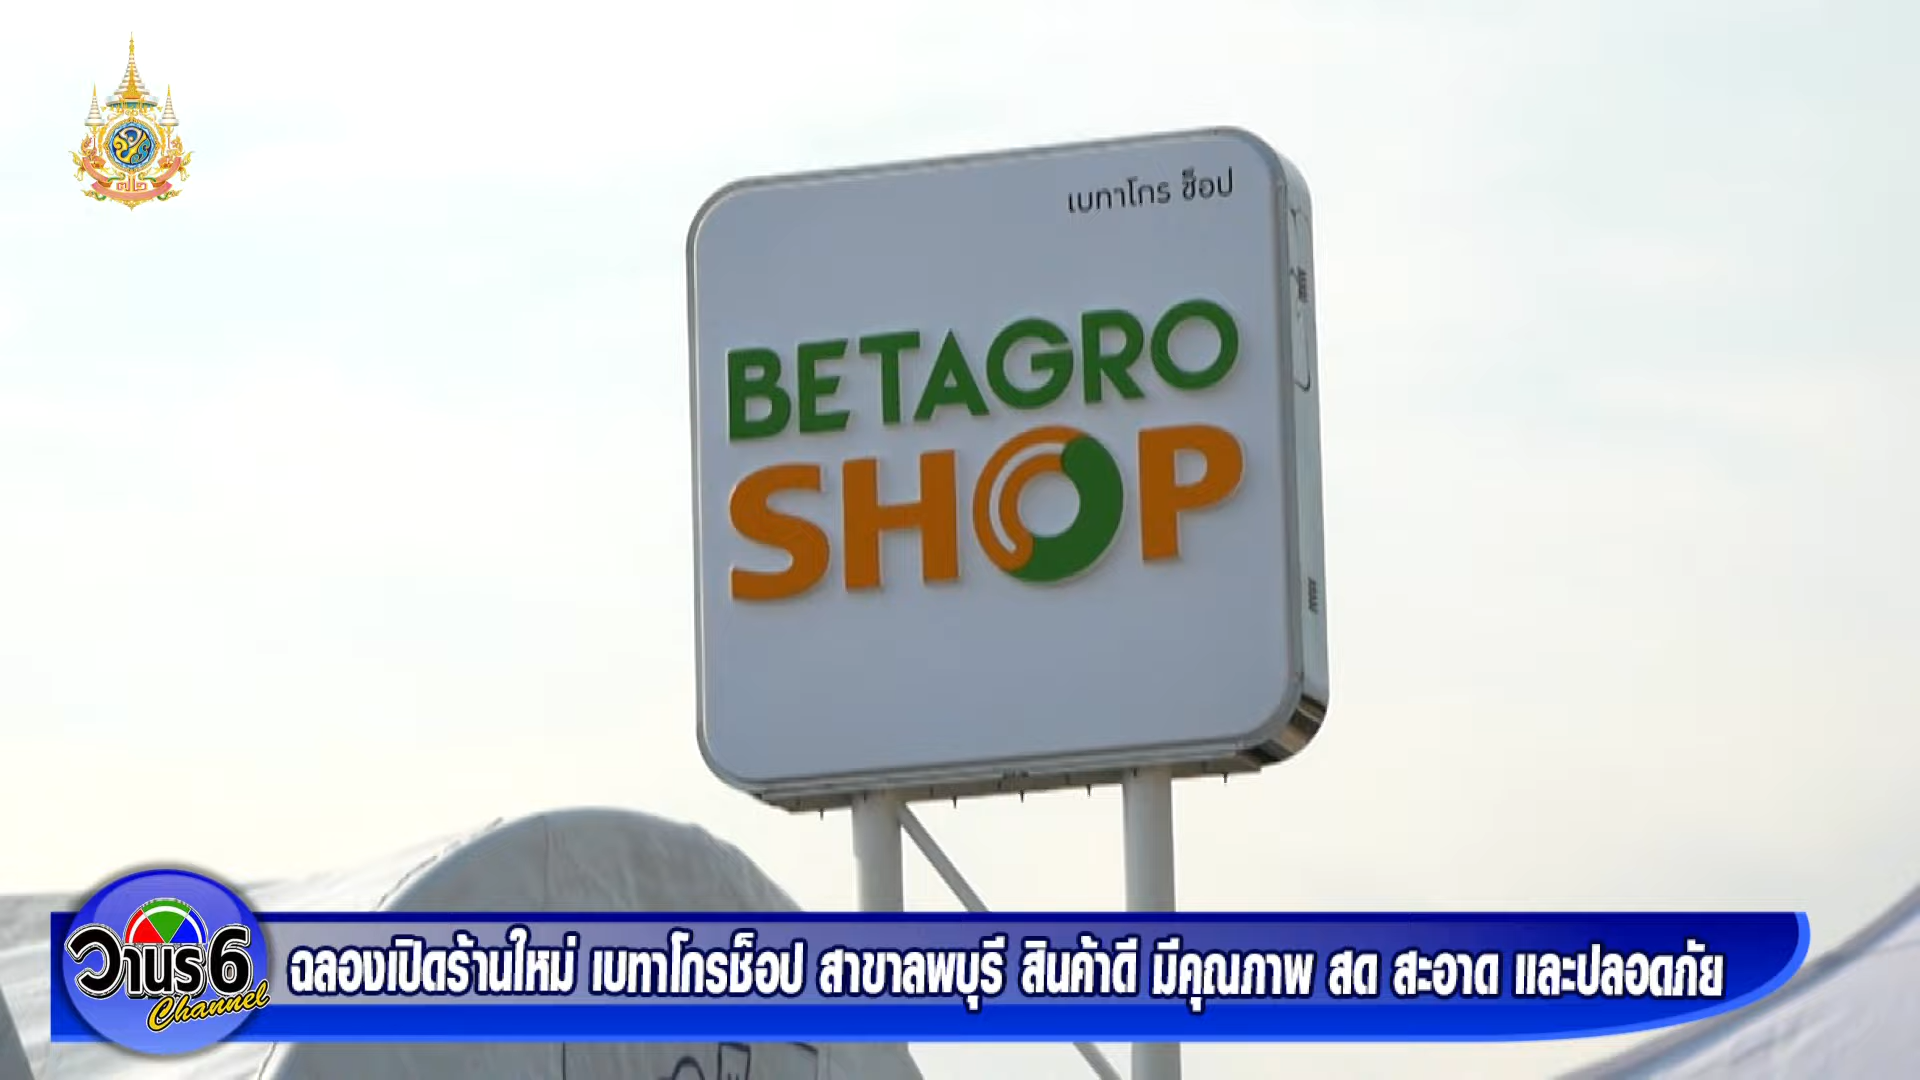 ๗๒
เบทาโกร ช็อป
BETAGRO
SHOP
วานร6
Channel
ฉลองเปิดร้านใหม่ เบทาโกรช็อป สาขาลพบุรี สินค้าดี มีคุณภาพ สด สะอาด และปลอดภัย